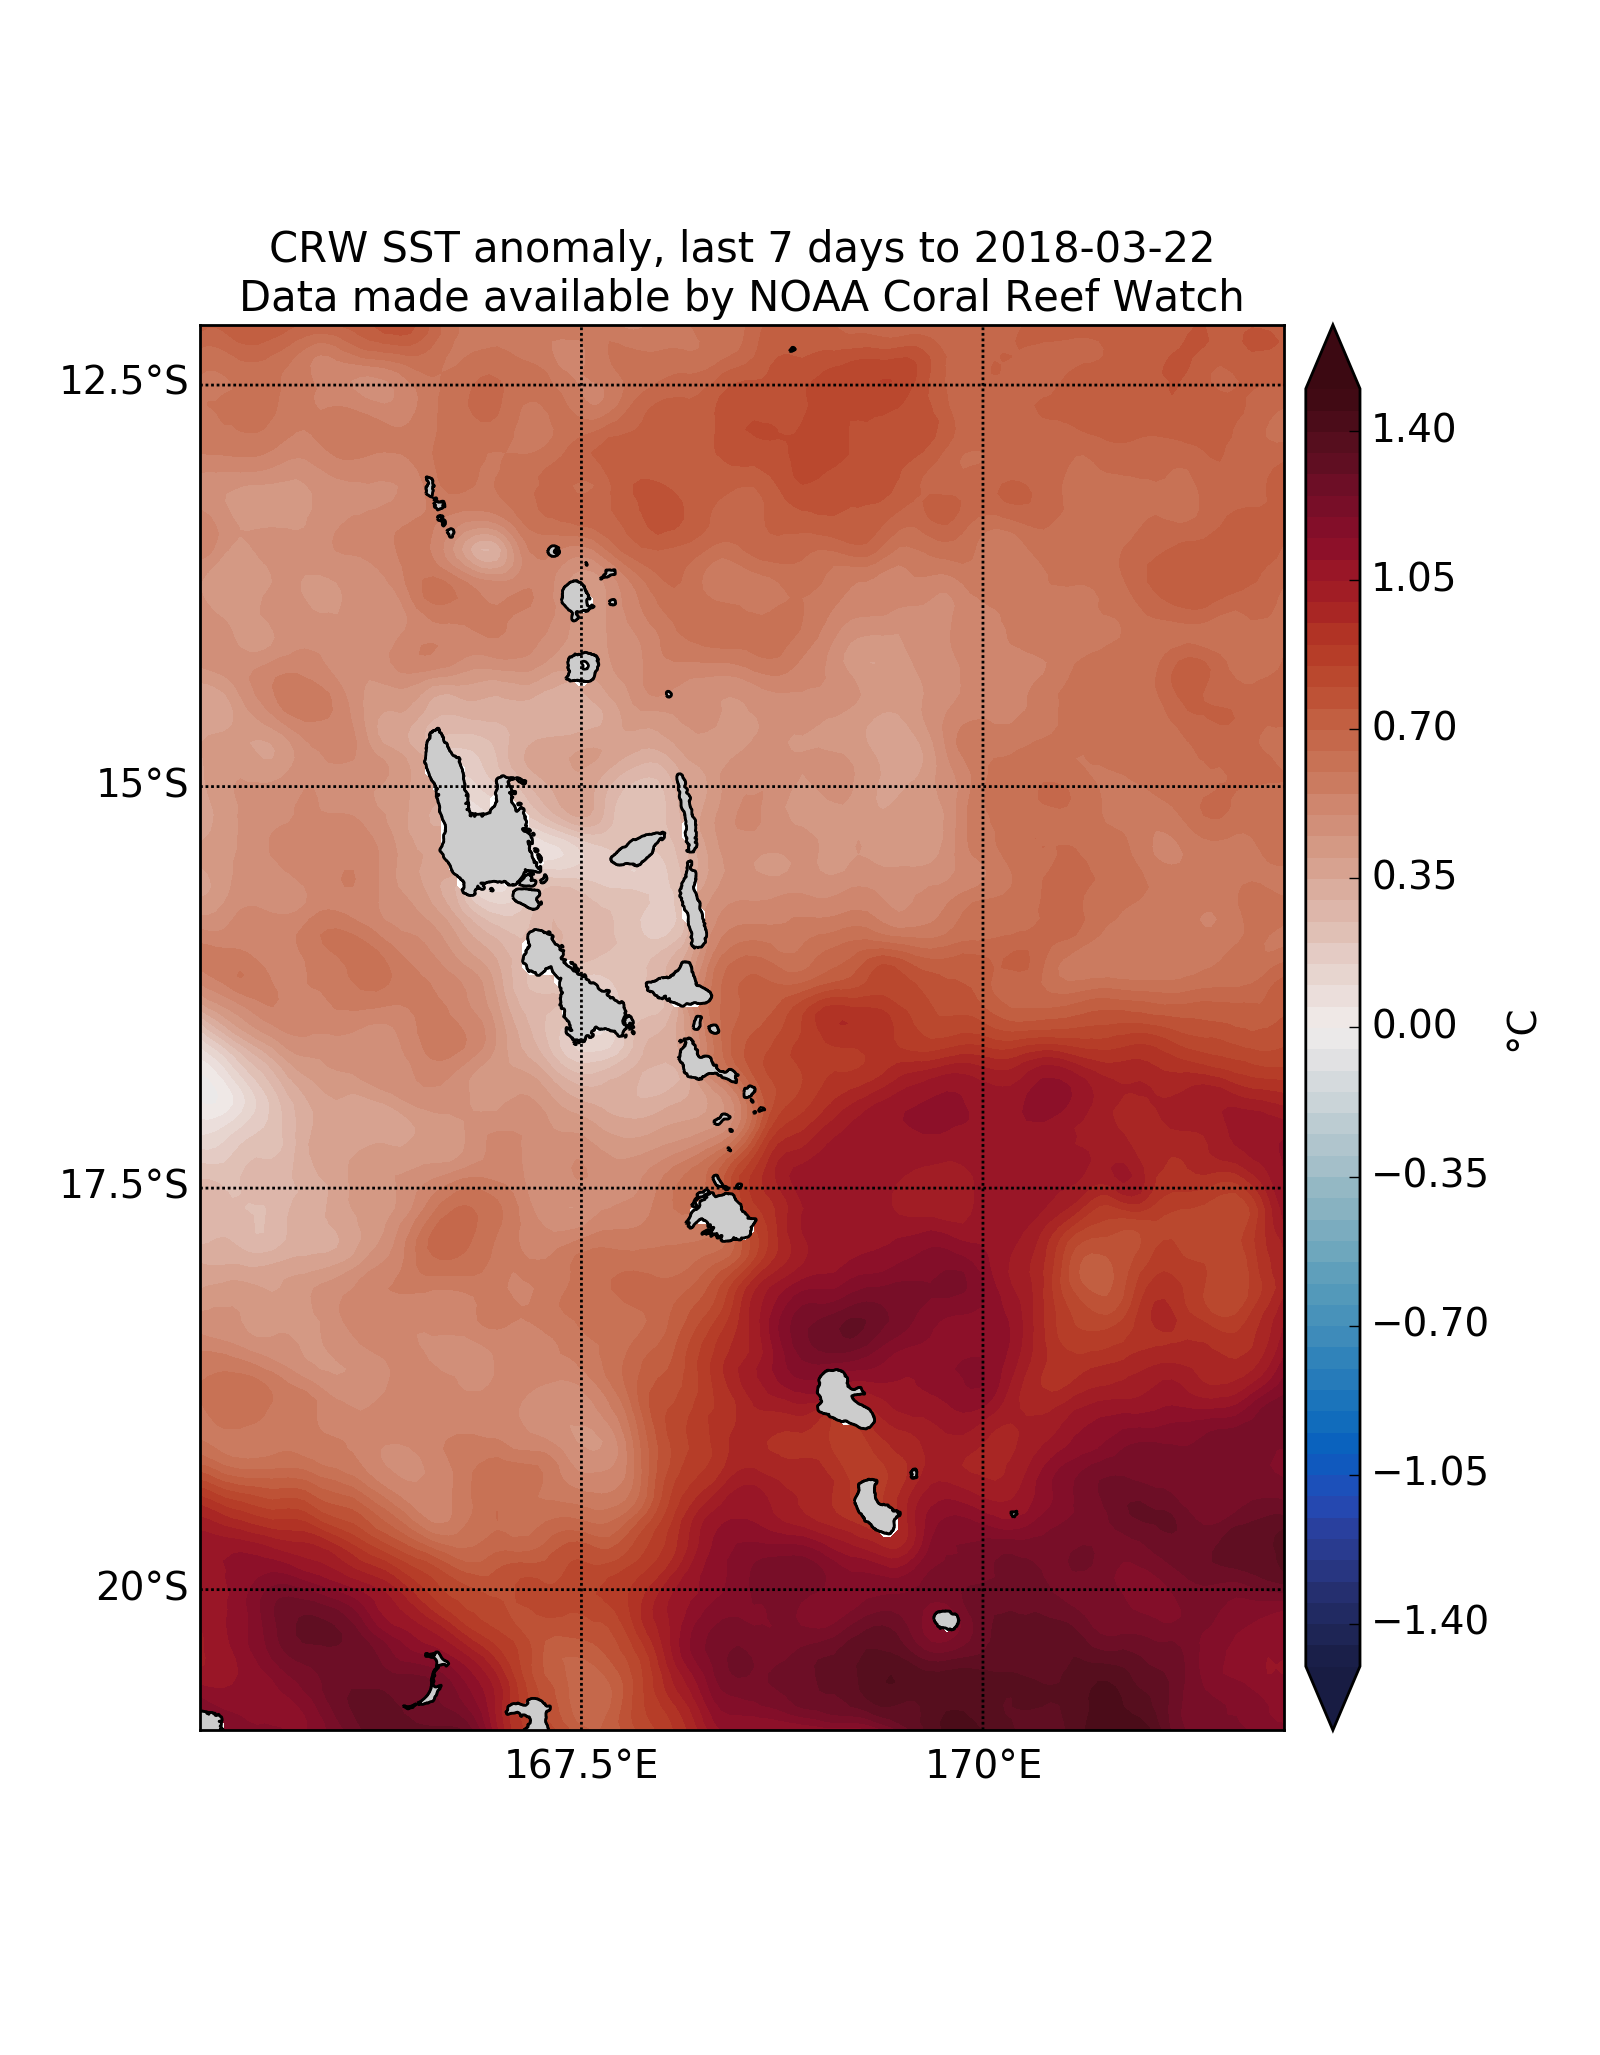 CRW SST anomaly, last 7 days to 2018-03-22
Data made available by NOAA Coral Reef Watch
12.5°S
15°S
17.5°S
20°S
167.5°E
170°E
1.40
1.05
0.70
0.35
0.00
−0.35
−0.70
−1.05
−1.40
°C